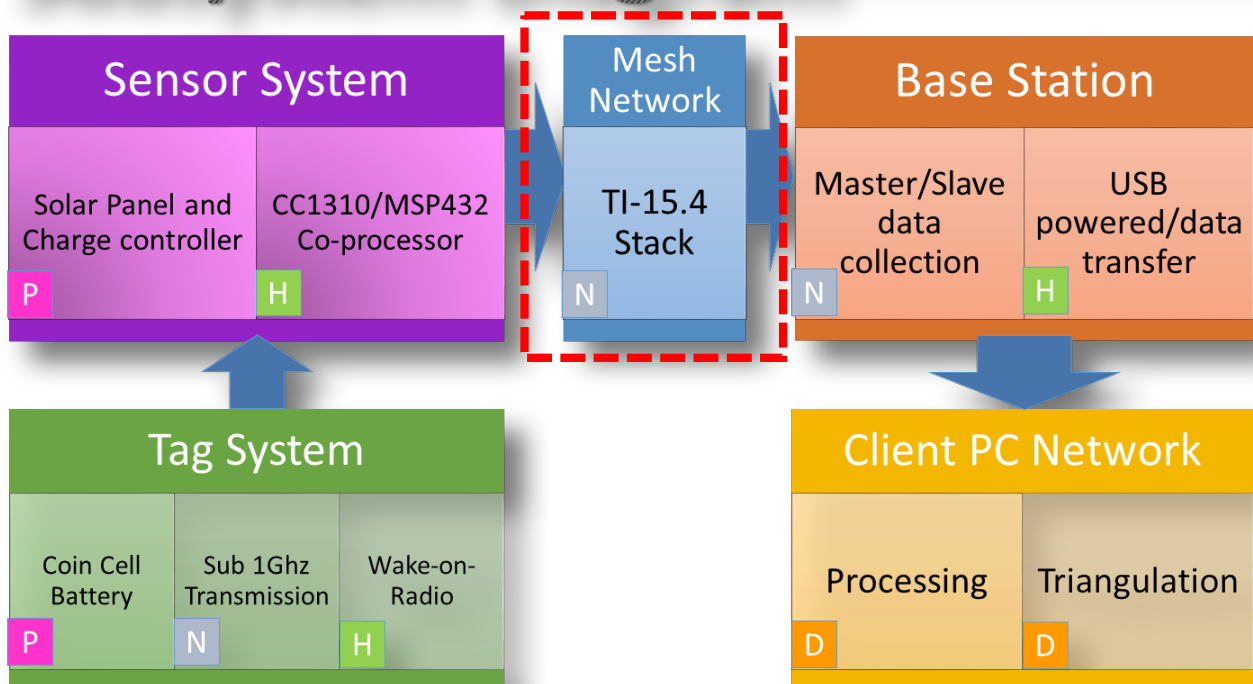 Sensor System
Solar Panel and
Charge controller
P
CC1310/MSP432
Co-processor
H
Mesh
Network
TI-15.4
Stack
N
Base Station
Master/Slave
data
collection
N
USB
powered/data
transfer
H
Tag System
Coin Cell
Battery
P
Sub 1Ghz
Transmission
N
Wake-on-
Radio
H
Client PC Network
Processing
D
Triangulation
D